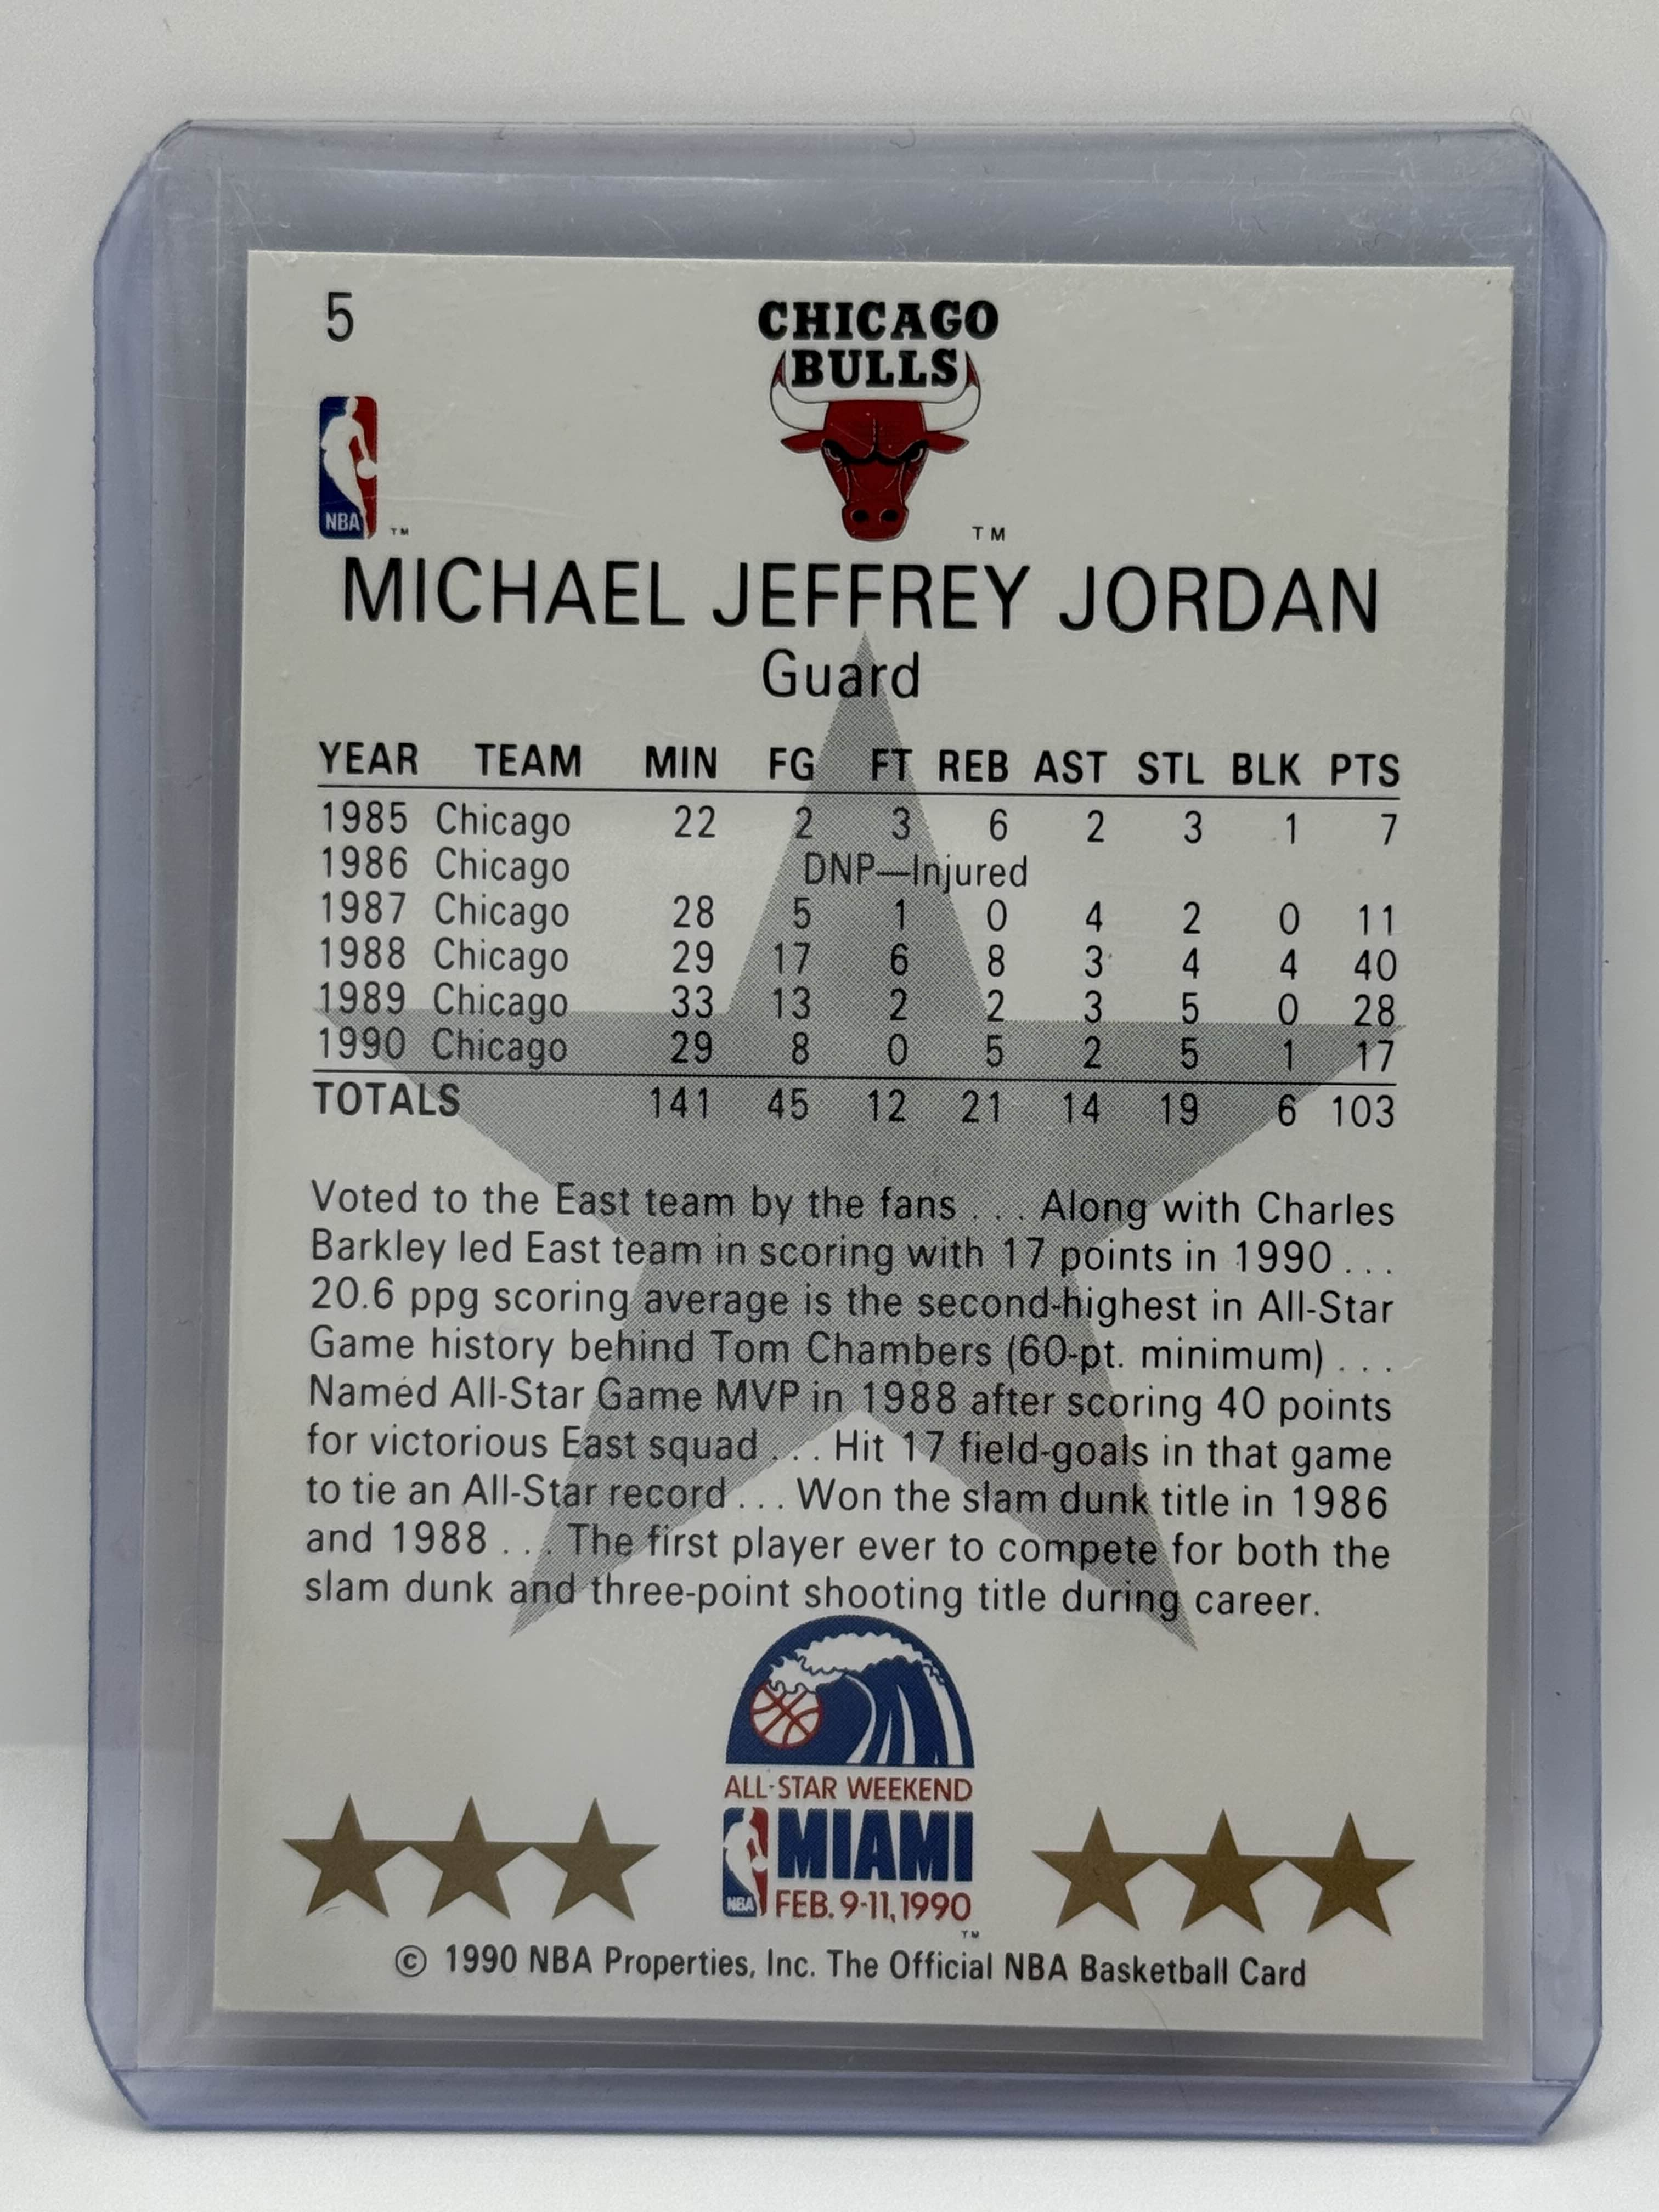 5
CHICAGO
BULLS
NBA
TM
TM
MICHAEL JEFFREY JORDAN
Guard
YEAR TEAM MIN FG FT REB AST STL BLK PTS
1985 Chicago 22 2 3 6 2 3 1 7
1986 Chicago DNP—Injured
1987 Chicago 28 5 1 0 4 2 0 11
1988 Chicago 29 17 6 8 3 4 4 40
1989 Chicago 33 13 2 2 3 5 0 28
1990 Chicago 29 8 0 5 2 5 1 17
TOTALS 141 45 12 21 14 19 6 103
Voted to the East team by the fans . . . Along with Charles
Barkley led East team in scoring with 17 points in 1990 . . .
20.6 ppg scoring average is the second-highest in All-Star
Game history behind Tom Chambers (60-pt. minimum) . . .
Named All-Star Game MVP in 1988 after scoring 40 points
for victorious East squad . . . Hit 17 field-goals in that game
to tie an All-Star record . . . Won the slam dunk title in 1986
and 1988 . . . The first player ever to compete for both the
slam dunk and three-point shooting title during career.
ALL-STAR WEEKEND
MIAMI
NBA FEB. 9-11, 1990
TM
© 1990 NBA Properties, Inc. The Official NBA Basketball Card